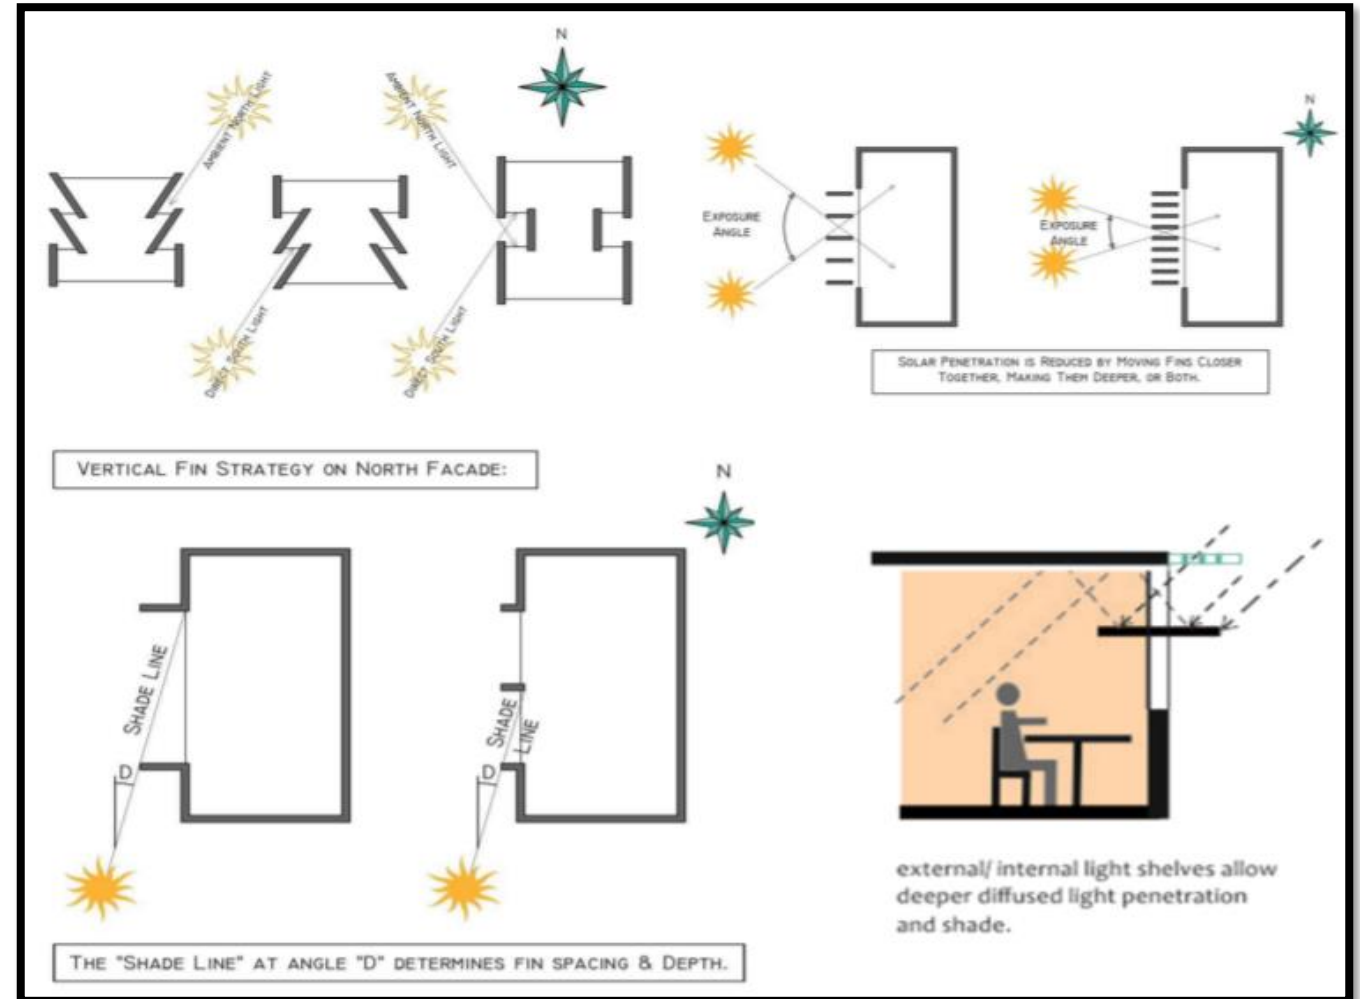 N
AMBIENT NORTH LIGHT
AMBIENT NORTH LIGHT
DIRECT SOUTH LIGHT
DIRECT SOUTH LIGHT
N
EXPOSURE
ANGLE
EXPOSURE
ANGLE
SOLAR PENETRATION IS REDUCED BY MOVING FINS CLOSER
TOGETHER, MAKING THEM DEEPER, OR BOTH.
VERTICAL FIN STRATEGY ON NORTH FACADE:
N
SHADE LINE
D
SHADE
LINE
D
THE "SHADE LINE" AT ANGLE "D" DETERMINES FIN SPACING & DEPTH.
external/ internal light shelves allow
deeper diffused light penetration
and shade.